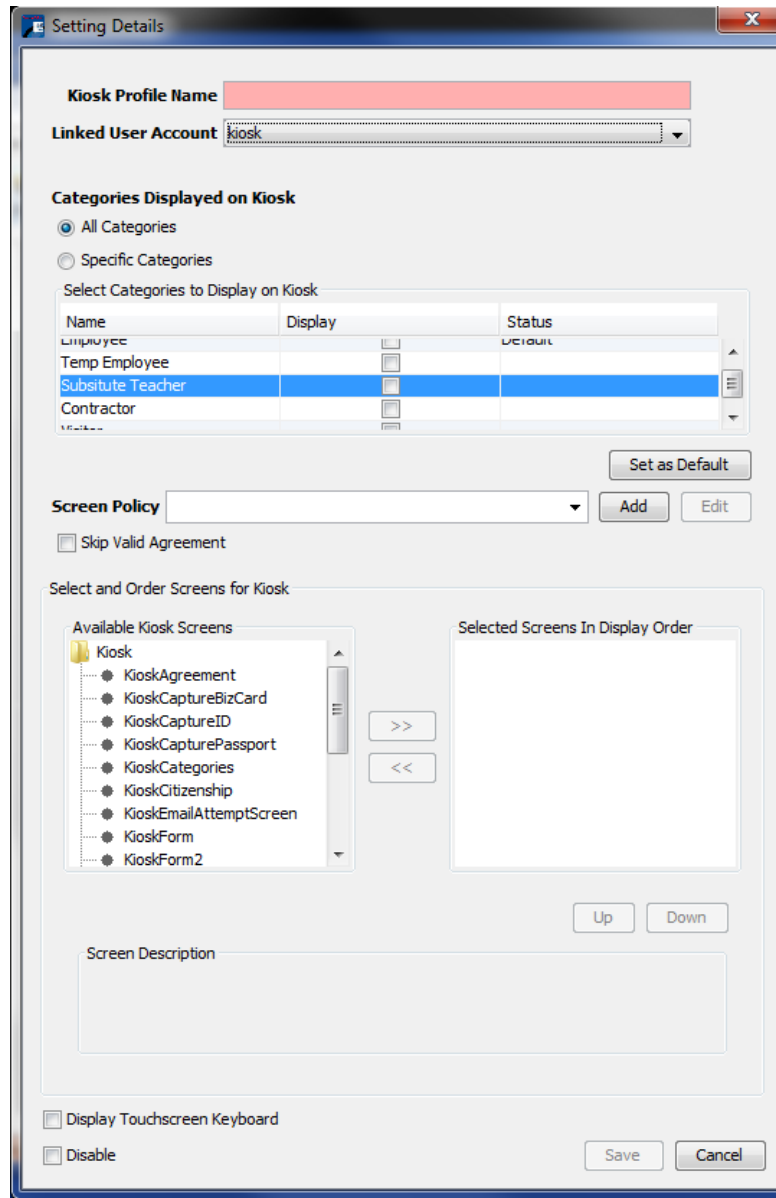 Setting Details
Kiosk Profile Name
Linked User Account kiosk
Categories Displayed on Kiosk
All Categories
Specific Categories
Select Categories to Display on Kiosk
Name Display Status
Employee Default
Temp Employee
Subsitute Teacher
Contractor
Visitor
Set as Default
Screen Policy Add Edit
Skip Valid Agreement
Select and Order Screens for Kiosk
Available Kiosk Screens Selected Screens In Display Order
Kiosk
KioskAgreement
KioskCaptureBizCard
KioskCaptureID
KioskCapturePassport
>>
KioskCategories
<<
KioskCitizenship
KioskEmailAttemptScreen
KioskForm
KioskForm2
Up Down
Screen Description
Display Touchscreen Keyboard
Disable Save Cancel